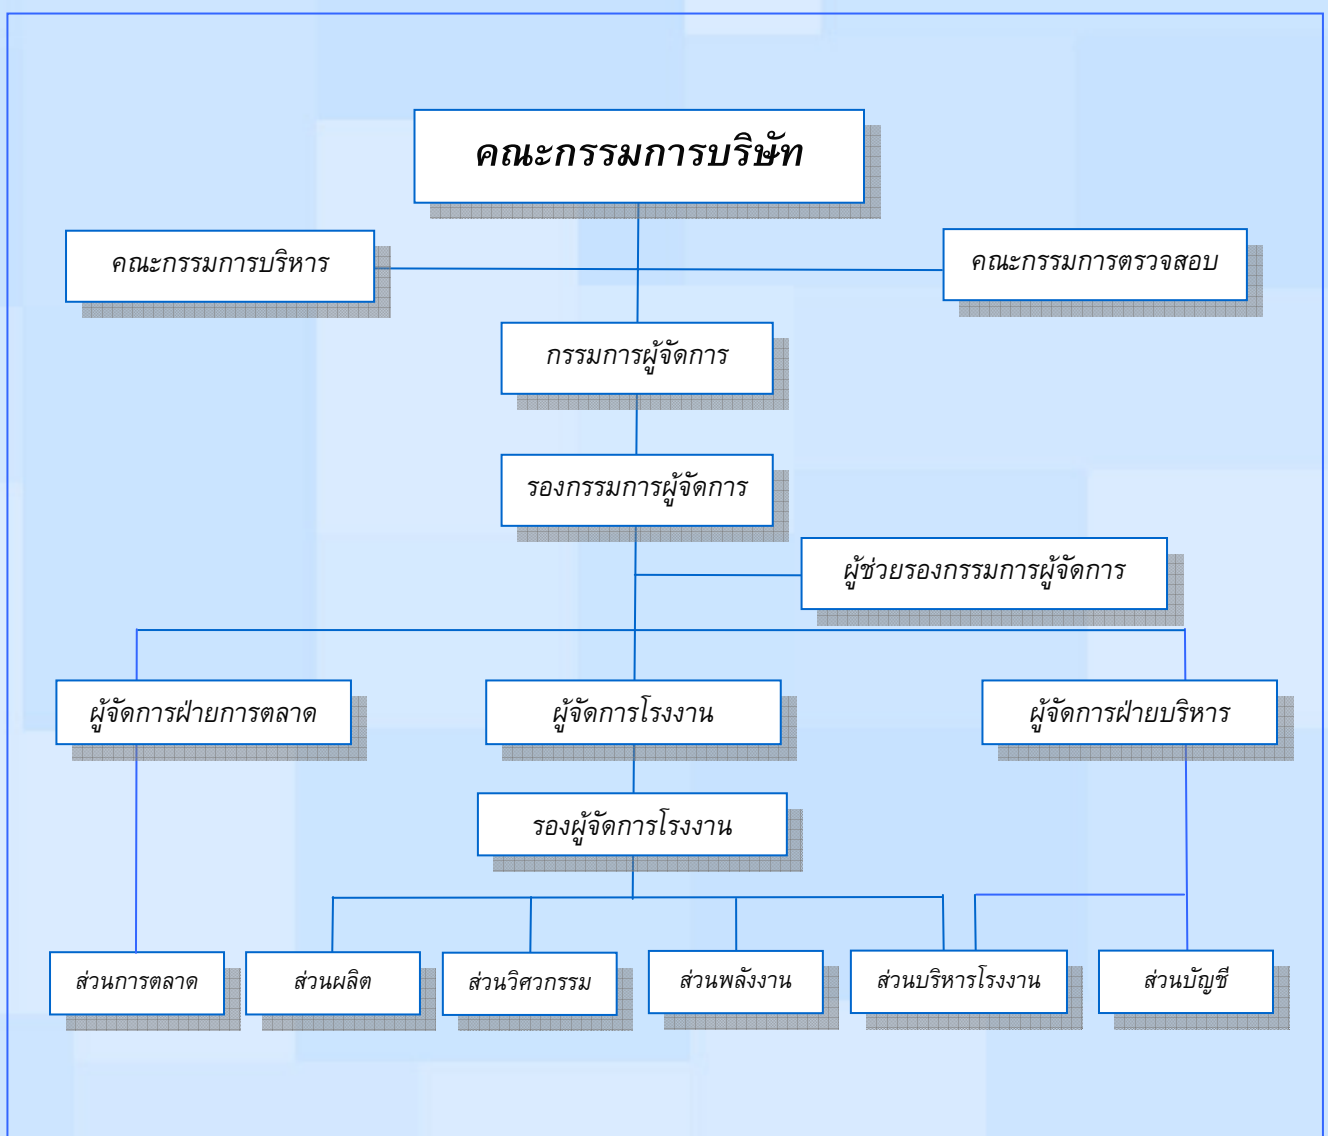 คณะกรรมการบริษัท
คณะกรรมการบริหาร
คณะกรรมการตรวจสอบ
กรรมการผู้จัดการ
รองกรรมการผู้จัดการ
ผู้ช่วยรองกรรมการผู้จัดการ
ผู้จัดการฝ่ายการตลาด
ผู้จัดการโรงงาน
ผู้จัดการฝ่ายบริหาร
รองผู้จัดการโรงงาน
ส่วนการตลาด
ส่วนผลิต
ส่วนวิศวกรรม
ส่วนพลังงาน
ส่วนบริหารโรงงาน
ส่วนบัญชี